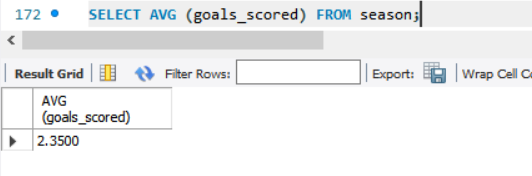 172 SELECT AVG (goals_scored) FROM season;
Result Grid Filter Rows: Export: Wrap Cell Co
AVG
(goals_scored)
2.3500